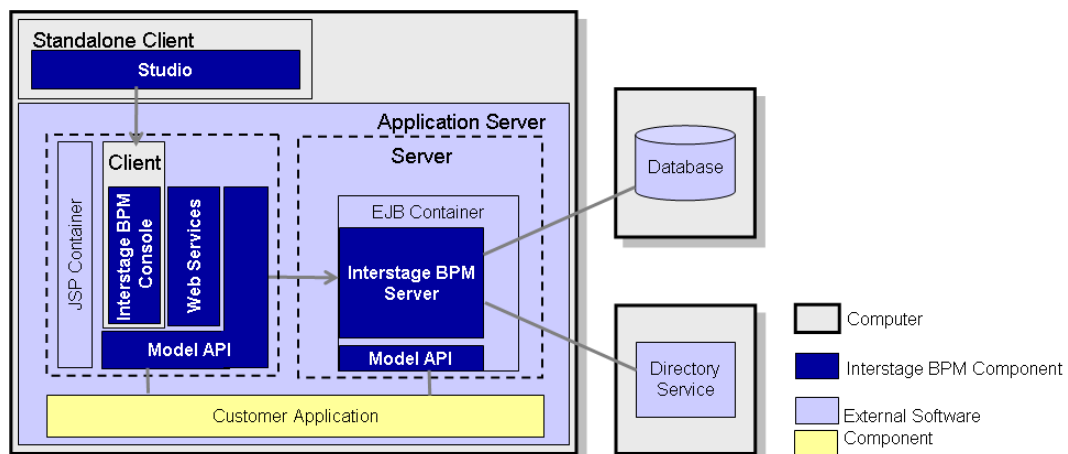 Standalone Client
Studio
Application Server
Server
Client
JSP Container
Interstage BPM
Console
Web Services
Model API
EJB Container
Interstage BPM
Server
Model API
Customer Application
Database
Directory
Service
Computer
Interstage BPM Component
External Software
Component